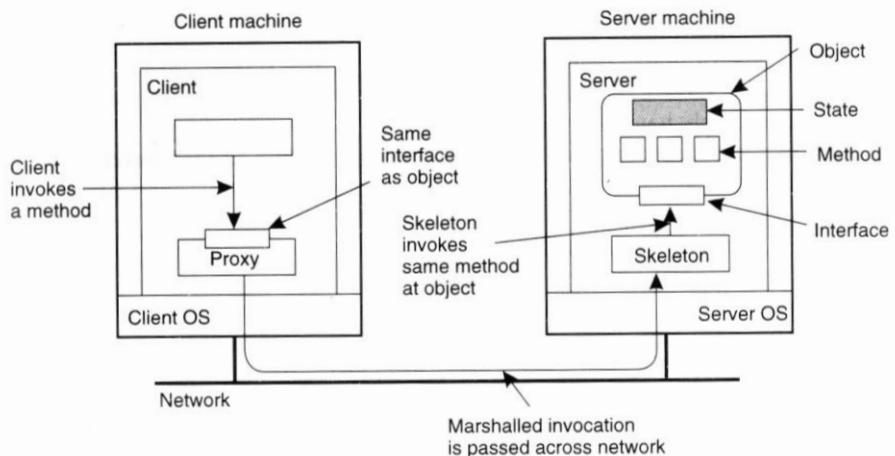 Client machine
Server machine
Object
Client
Server
State
Same
interface
as object
Method
Client
invokes
a method
Skeleton
invokes
same method
at object
Interface
Proxy
Skeleton
Client OS
Server OS
Network
Marshalled invocation
is passed across network